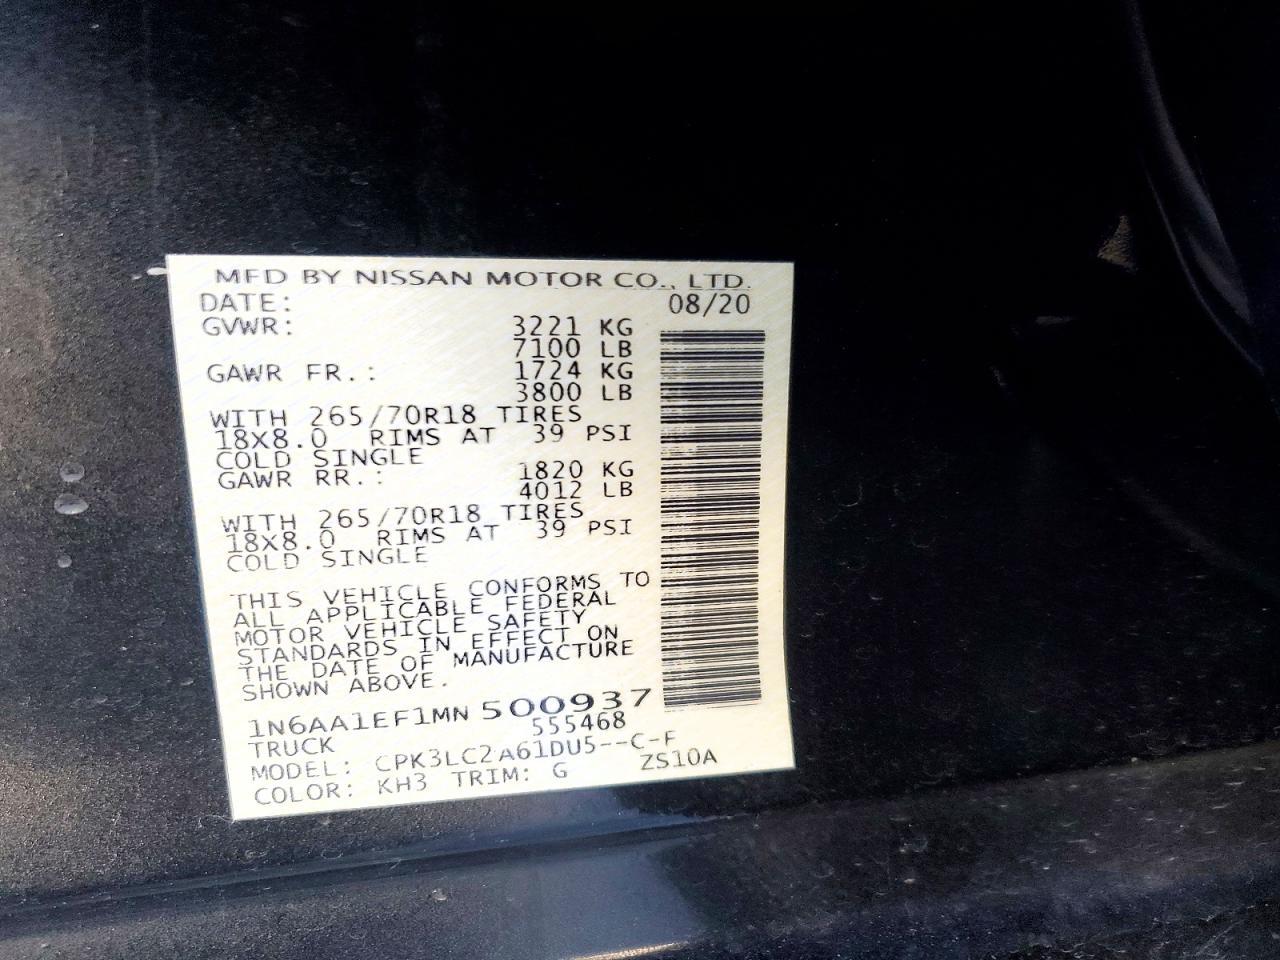 MFD BY NISSAN MOTOR CO., LTD.
DATE: 08/20
GVWR: 3221 KG
7100 LB
GAWR FR.: 1724 KG
3800 LB
WITH 265/70R18 TIRES
18X8.0 RIMS AT 39 PSI
COLD SINGLE
GAWR RR.: 1820 KG
4012 LB
WITH 265/70R18 TIRES
18X8.0 RIMS AT 39 PSI
COLD SINGLE
THIS VEHICLE CONFORMS TO
ALL APPLICABLE FEDERAL
MOTOR VEHICLE SAFETY
STANDARDS IN EFFECT ON
THE DATE OF MANUFACTURE
SHOWN ABOVE.
1N6AA1EF1MN500937
TRUCK 555468
MODEL: CPK3LC2A61DU5--C-F
COLOR: KH3 TRIM: G ZS10A